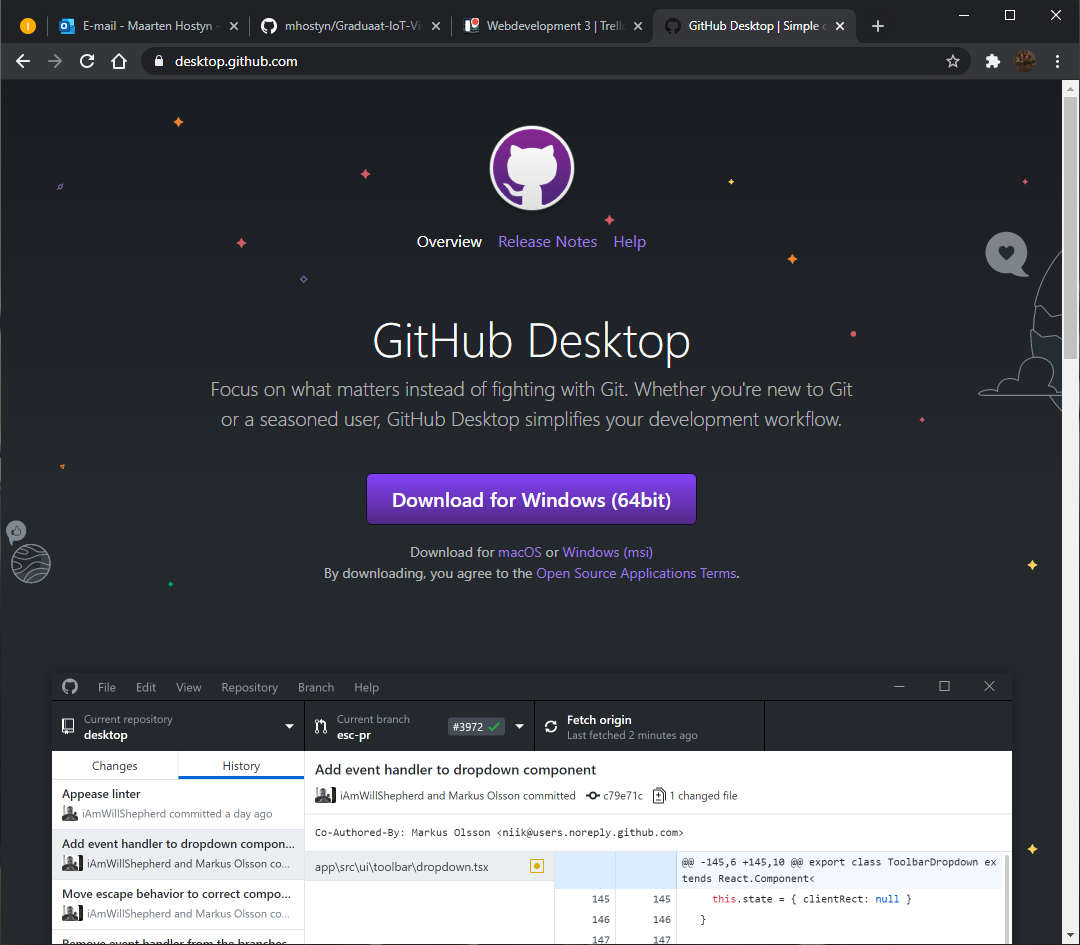 E-mail - Maarten Hostyn -
mhostyn/Graduaat-IoT-Vi
Webdevelopment 3 | Trell
GitHub Desktop | Simple c
desktop.github.com
Overview Release Notes Help
GitHub Desktop
Focus on what matters instead of fighting with Git. Whether you're new to Git
or a seasoned user, GitHub Desktop simplifies your development workflow.
Download for Windows (64bit)
Download for macOS or Windows (msi)
By downloading, you agree to the Open Source Applications Terms.
File Edit View Repository Branch Help
Current repository
desktop
Current branch
esc-pr
#3972
Fetch origin
Last fetched 2 minutes ago
Changes History
Appease linter
iAmWillShepherd committed a day ago
Add event handler to dropdown compon...
iAmWillShepherd and Markus Olsson co...
Move escape behavior to correct compo...
iAmWillShepherd and Markus Olsson co...
Remove event handler from the branches
Add event handler to dropdown component
iAmWillShepherd and Markus Olsson committed c79e71c 1 changed file
Co-Authored-By: Markus Olsson <niik@users.noreply.github.com>
app\src\ui\toolbar\dropdown.tsx
@@ -145,6 +145,10 @@ export class ToolbarDropdown ex
tends React.Component<
145 145 this.state = { clientRect: null }
146 146 }
147 147